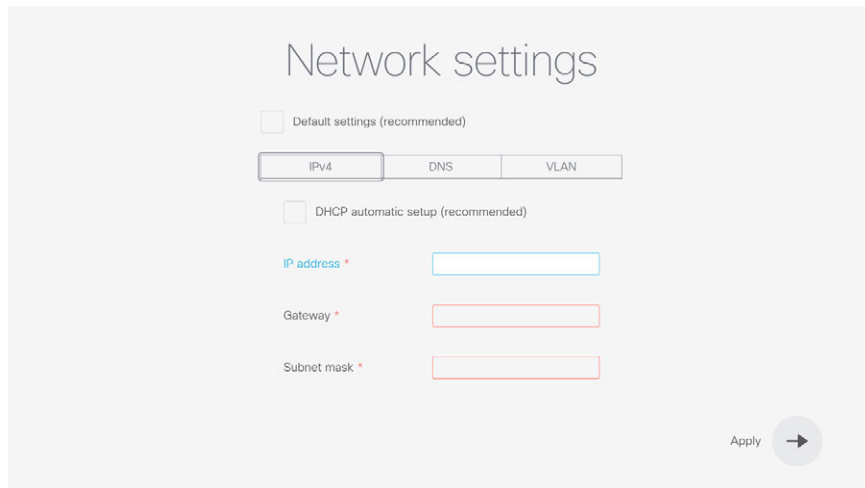 Network settings
Default settings (recommended)
IPv4 DNS VLAN
DHCP automatic setup (recommended)
IP address *
Gateway *
Subnet mask *
Apply